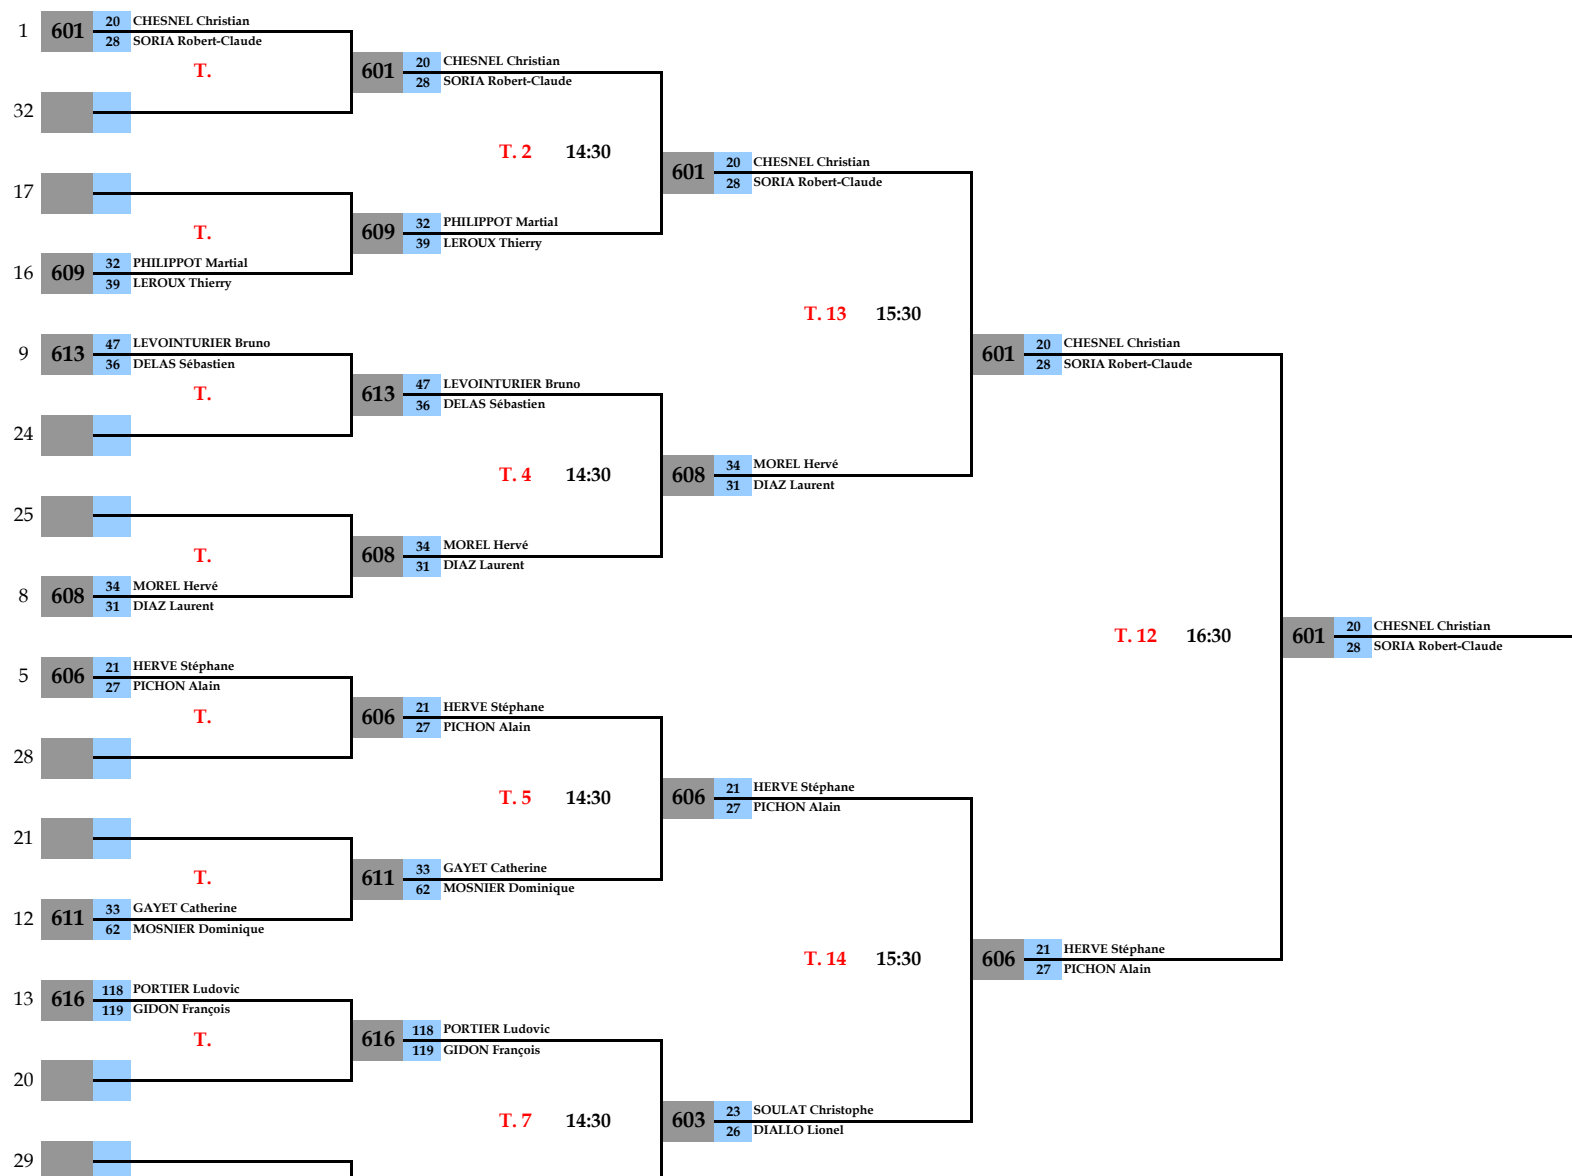 1 601 20 CHESNEL Christian
28 SORIA Robert-Claude
T.
601 20 CHESNEL Christian
28 SORIA Robert-Claude
32
T. 2 14:30
601 20 CHESNEL Christian
28 SORIA Robert-Claude
17
T.
609 32 PHILIPPOT Martial
39 LEROUX Thierry
16 609 32 PHILIPPOT Martial
39 LEROUX Thierry
T. 13 15:30
9 613 47 LEVOINTURIER Bruno
36 DELAS Sébastien
601 20 CHESNEL Christian
28 SORIA Robert-Claude
T.
613 47 LEVOINTURIER Bruno
36 DELAS Sébastien
24
T. 4 14:30
608 34 MOREL Hervé
31 DIAZ Laurent
25
T.
608 34 MOREL Hervé
31 DIAZ Laurent
8 608 34 MOREL Hervé
31 DIAZ Laurent
T. 12 16:30
601 20 CHESNEL Christian
28 SORIA Robert-Claude
5 606 21 HERVE Stéphane
27 PICHON Alain
T.
606 21 HERVE Stéphane
27 PICHON Alain
28
T. 5 14:30
606 21 HERVE Stéphane
27 PICHON Alain
21
T.
611 33 GAYET Catherine
62 MOSNIER Dominique
12 611 33 GAYET Catherine
62 MOSNIER Dominique
T. 14 15:30
606 21 HERVE Stéphane
27 PICHON Alain
13 616 118 PORTIER Ludovic
119 GIDON François
T.
616 118 PORTIER Ludovic
119 GIDON François
20
T. 7 14:30
603 23 SOULAT Christophe
26 DIALLO Lionel
29